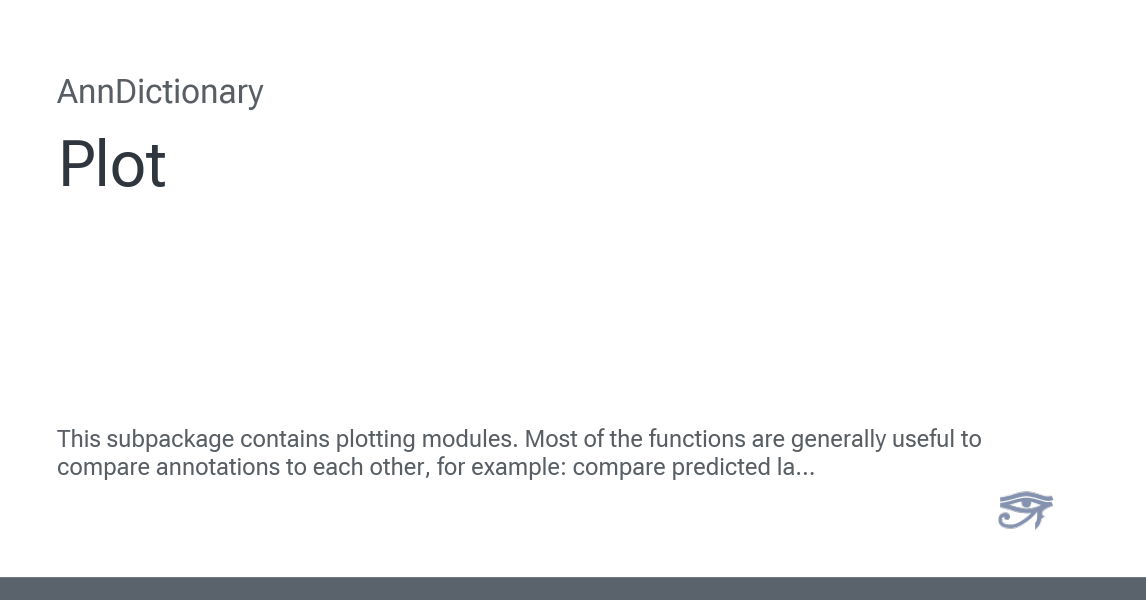 AnnDictionary
Plot
This subpackage contains plotting modules. Most of the functions are generally useful to
compare annotations to each other, for example: compare predicted la...